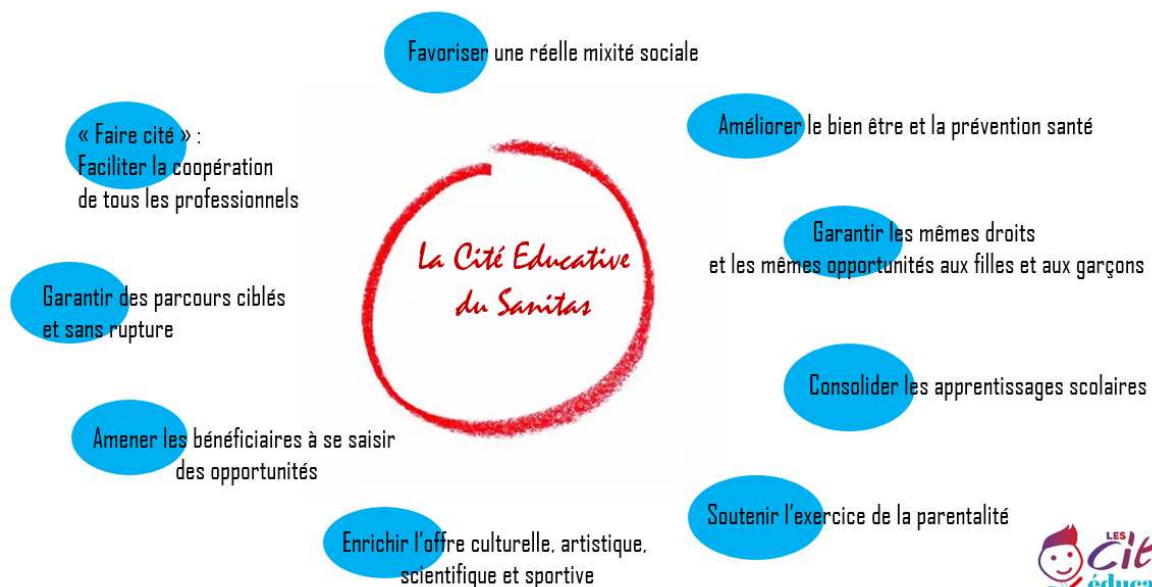 Favoriser une réelle mixité sociale
Améliorer le bien être et la prévention santé
« Faire cité » :
Faciliter la coopération
de tous les professionnels
Garantir les mêmes droits
et les mêmes opportunités aux filles et aux garçons
La Cité Educative
du Sanitas
Garantir des parcours ciblés
et sans rupture
Consolider les apprentissages scolaires
Amener les bénéficiaires à se saisir
des opportunités
Soutenir l'exercice de la parentalité
Enrichir l'offre culturelle, artistique,
scientifique et sportive
LES